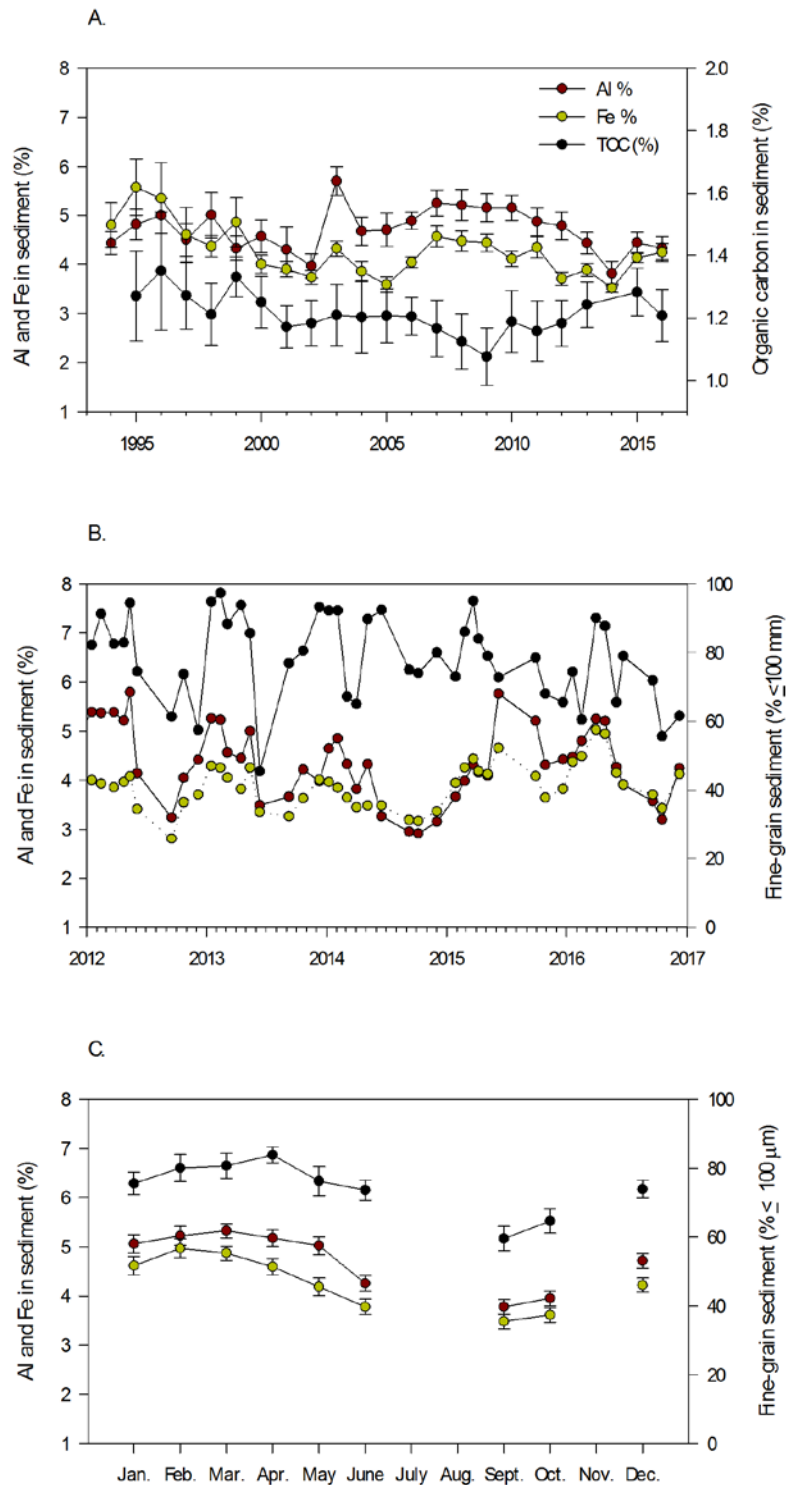 A.
8
7
6
5
4
3
2
1
Al and Fe in sediment (%)
Al %
Fe %
TOC (%)
2.0
1.8
1.6
1.4
1.2
1.0
Organic carbon in sediment (%)
1995 2000 2005 2010 2015
B.
8
7
6
5
4
3
2
1
Al and Fe in sediment (%)
100
80
60
40
20
0
Fine-grain sediment (% <100 mm)
2012 2013 2014 2015 2016 2017
C.
8
7
6
5
4
3
2
1
Al and Fe in sediment (%)
100
80
60
40
20
0
Fine-grain sediment (% ≤ 100 μm)
Jan. Feb. Mar. Apr. May June July Aug. Sept. Oct. Nov. Dec.